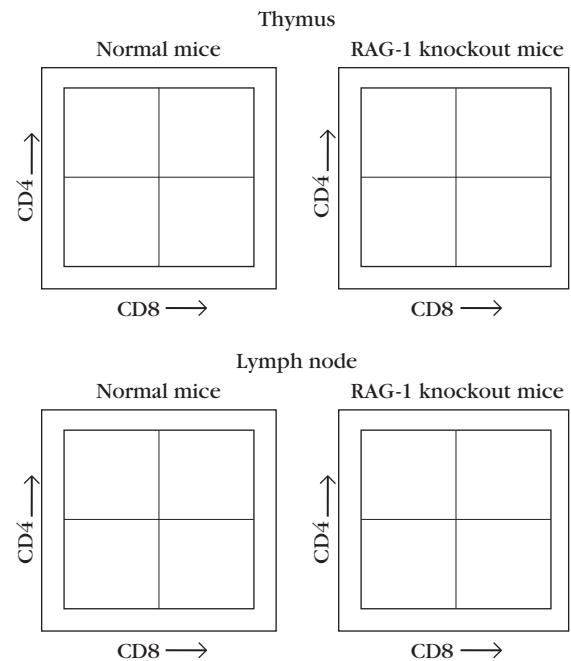 Thymus
Normal mice
RAG-1 knockout mice
CD4 →
CD4 →
CD8 →
CD8 →
Lymph node
Normal mice
RAG-1 knockout mice
CD4 →
CD4 →
CD8 →
CD8 →